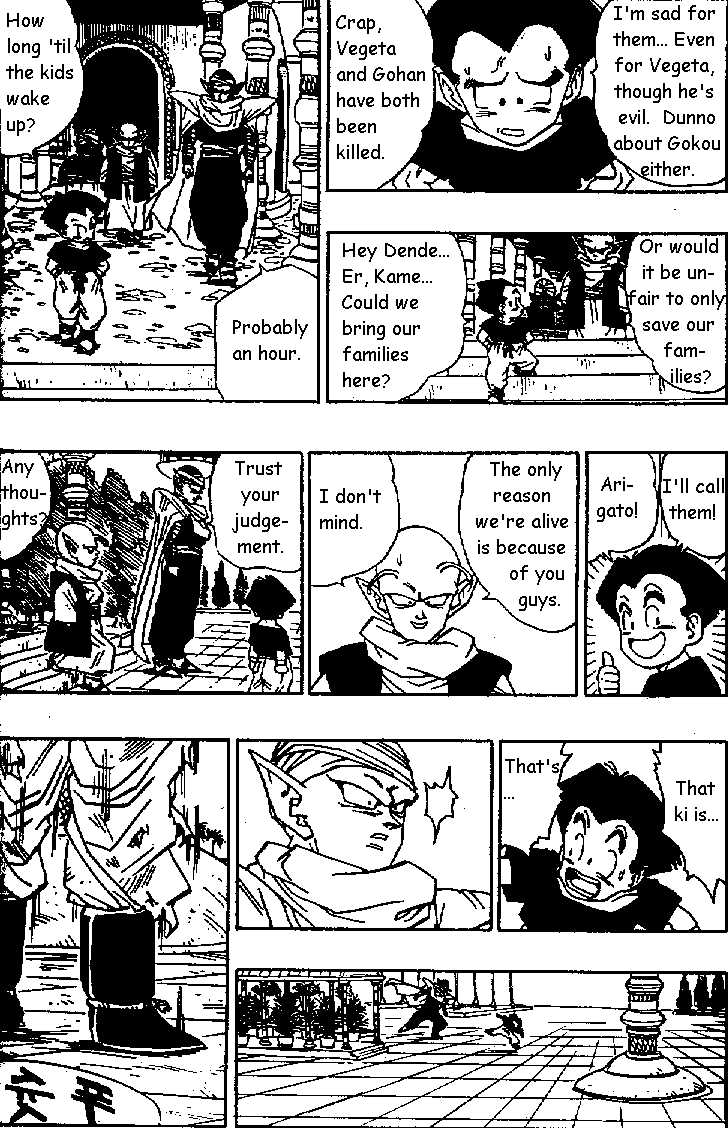 How
long 'til
the kids
wake
up?
Probably
an hour.
Crap,
Vegeta
and Gohan
have both
been
killed.
I'm sad for
them... Even
for Vegeta,
though he's
evil. Dunno
about Gokou
either.
Hey Dende...
Er, Kame...
Could we
bring our
families
here?
Or would
it be un-
fair to only
save our
fam-
ilies?
Any
thou-
ghts?
Trust
your
judge-
ment.
I don't
mind.
The only
reason
we're alive
is because
of you
guys.
Ari-
gato!
I'll call
them!
That's
...
That
ki is...